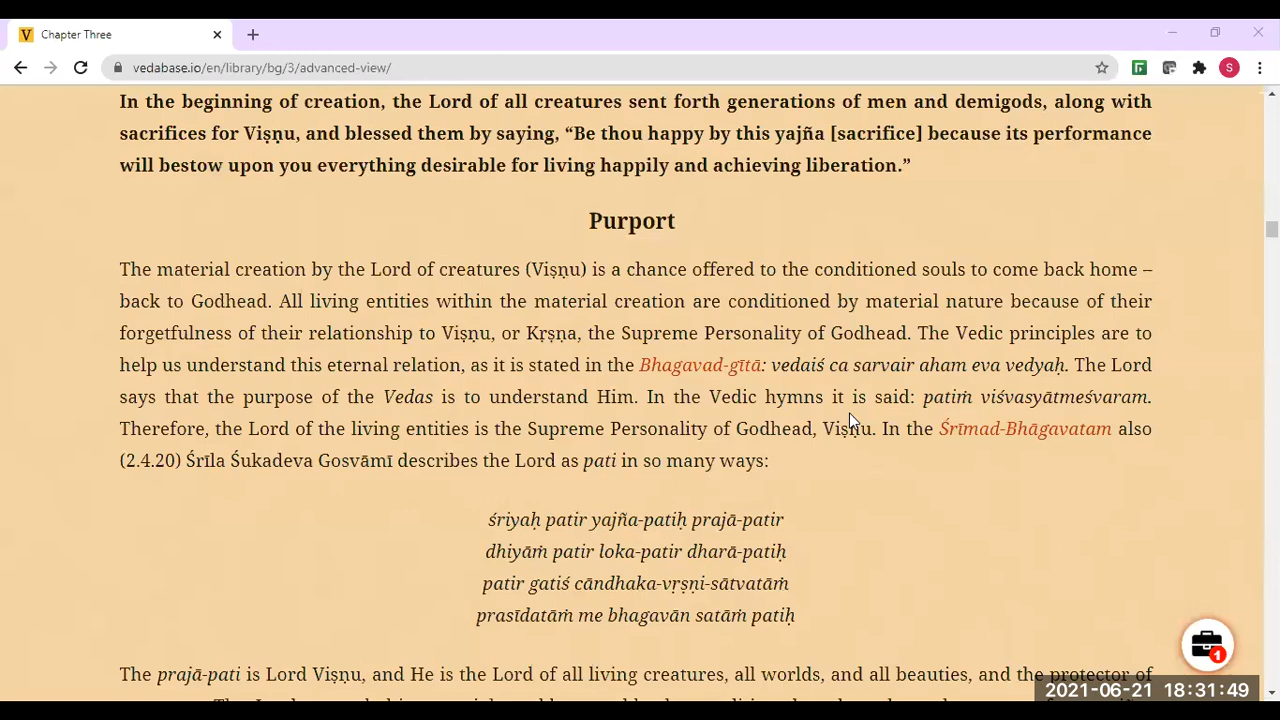 Chapter Three
vedabase.io/en/library/bg/3/advanced-view/
S
In the beginning of creation, the Lord of all creatures sent forth generations of men and demigods, along with
sacrifices for Viṣṇu, and blessed them by saying, “Be thou happy by this yajña [sacrifice] because its performance
will bestow upon you everything desirable for living happily and achieving liberation.”
Purport
The material creation by the Lord of creatures (Viṣṇu) is a chance offered to the conditioned souls to come back home –
back to Godhead. All living entities within the material creation are conditioned by material nature because of their
forgetfulness of their relationship to Viṣṇu, or Kṛṣṇa, the Supreme Personality of Godhead. The Vedic principles are to
help us understand this eternal relation, as it is stated in the Bhagavad-gītā: vedaiś ca sarvair aham eva vedyaḥ. The Lord
says that the purpose of the Vedas is to understand Him. In the Vedic hymns it is said: patiṁ viśvasyātmeśvaram.
Therefore, the Lord of the living entities is the Supreme Personality of Godhead, Viṣṇu. In the Śrīmad-Bhāgavatam also
(2.4.20) Śrīla Śukadeva Gosvāmī describes the Lord as pati in so many ways:
śriyaḥ patir yajña-patiḥ prajā-patir
dhiyāṁ patir loka-patir dharā-patiḥ
patir gatiś cāndhaka-vṛṣṇi-sātvatāṁ
prasīdatāṁ me bhagavān satāṁ patiḥ
The prajā-pati is Lord Viṣṇu, and He is the Lord of all living creatures, all worlds, and all beauties, and the protector of
1
2021-06-21 18:31:49